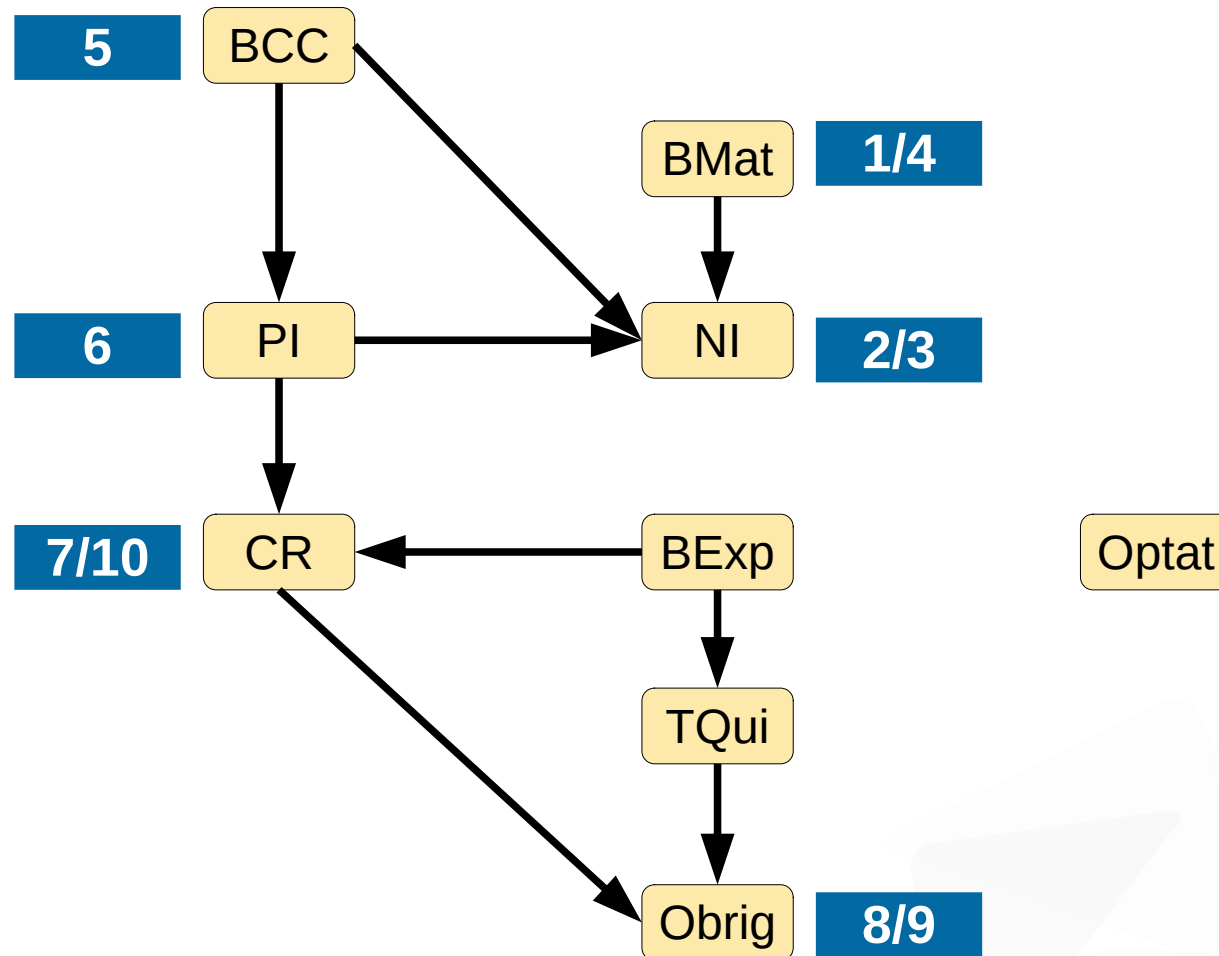 5
BCC
BMat
1/4
6
PI
NI
2/3
7/10
CR
BExp
Optat
TQui
Obrig
8/9